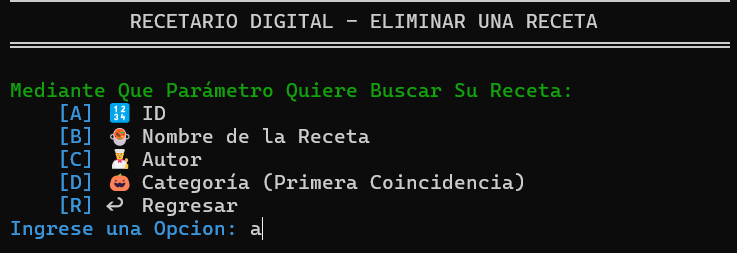 RECETARIO DIGITAL - ELIMINAR UNA RECETA
Mediante Que Parámetro Quiere Buscar Su Receta:
[A] 🔢 ID
[B] 🍲 Nombre de la Receta
[C] 👨‍🍳 Autor
[D] 🎃 Categoría (Primera Coincidencia)
[R] ↩ Regresar
Ingrese una Opcion: a